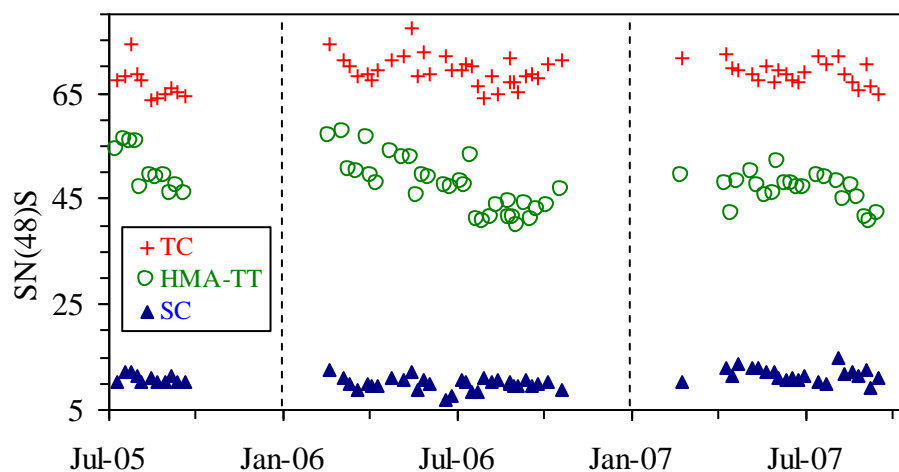 SN(48)S
65
45
25
5
TC
HMA-TT
SC
Jul-05
Jan-06
Jul-06
Jan-07
Jul-07